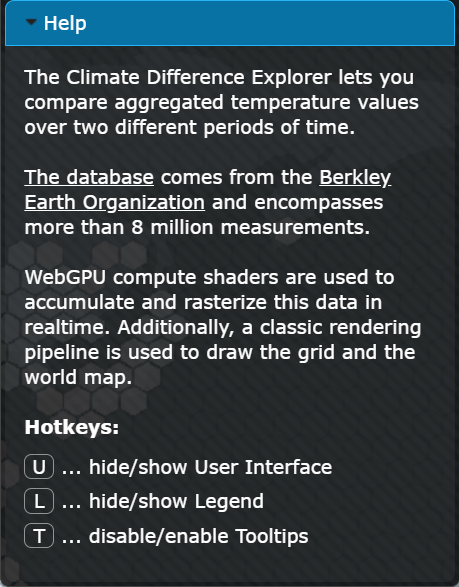 Help
The Climate Difference Explorer lets you
compare aggregated temperature values
over two different periods of time.
The database comes from the Berkley
Earth Organization and encompasses
more than 8 million measurements.
WebGPU compute shaders are used to
accumulate and rasterize this data in
realtime. Additionally, a classic rendering
pipeline is used to draw the grid and the
world map.
Hotkeys:
U ... hide/show User Interface
L ... hide/show Legend
T ... disable/enable Tooltips